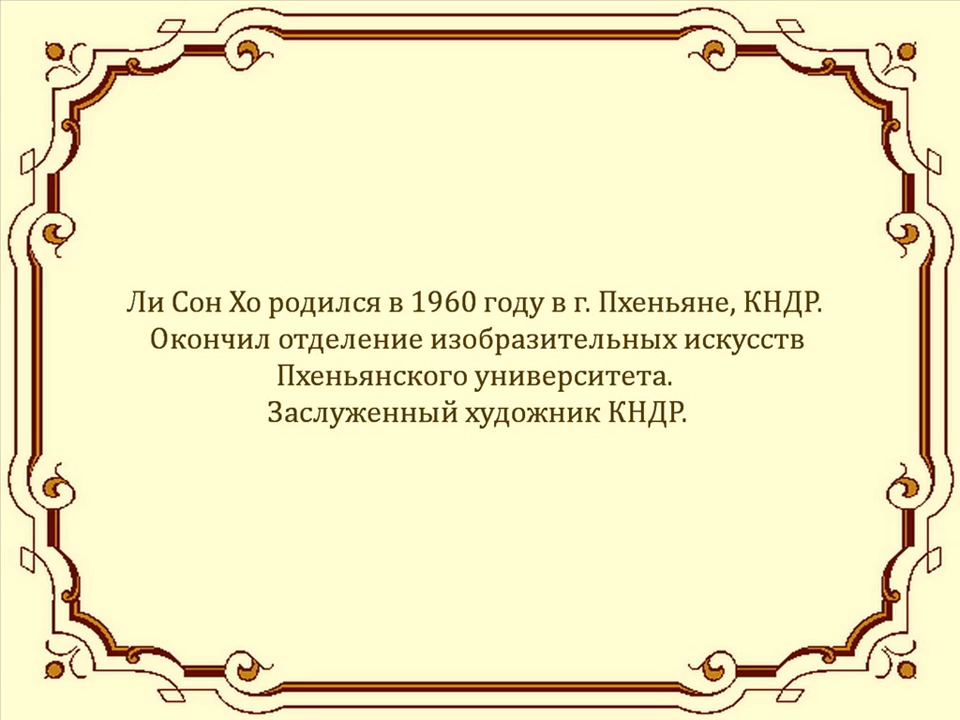 Ли Сон Хо родился в 1960 году в г. Пхеньяне, КНДР.
Окончил отделение изобразительных искусств
Пхеньянского университета.
Заслуженный художник КНДР.